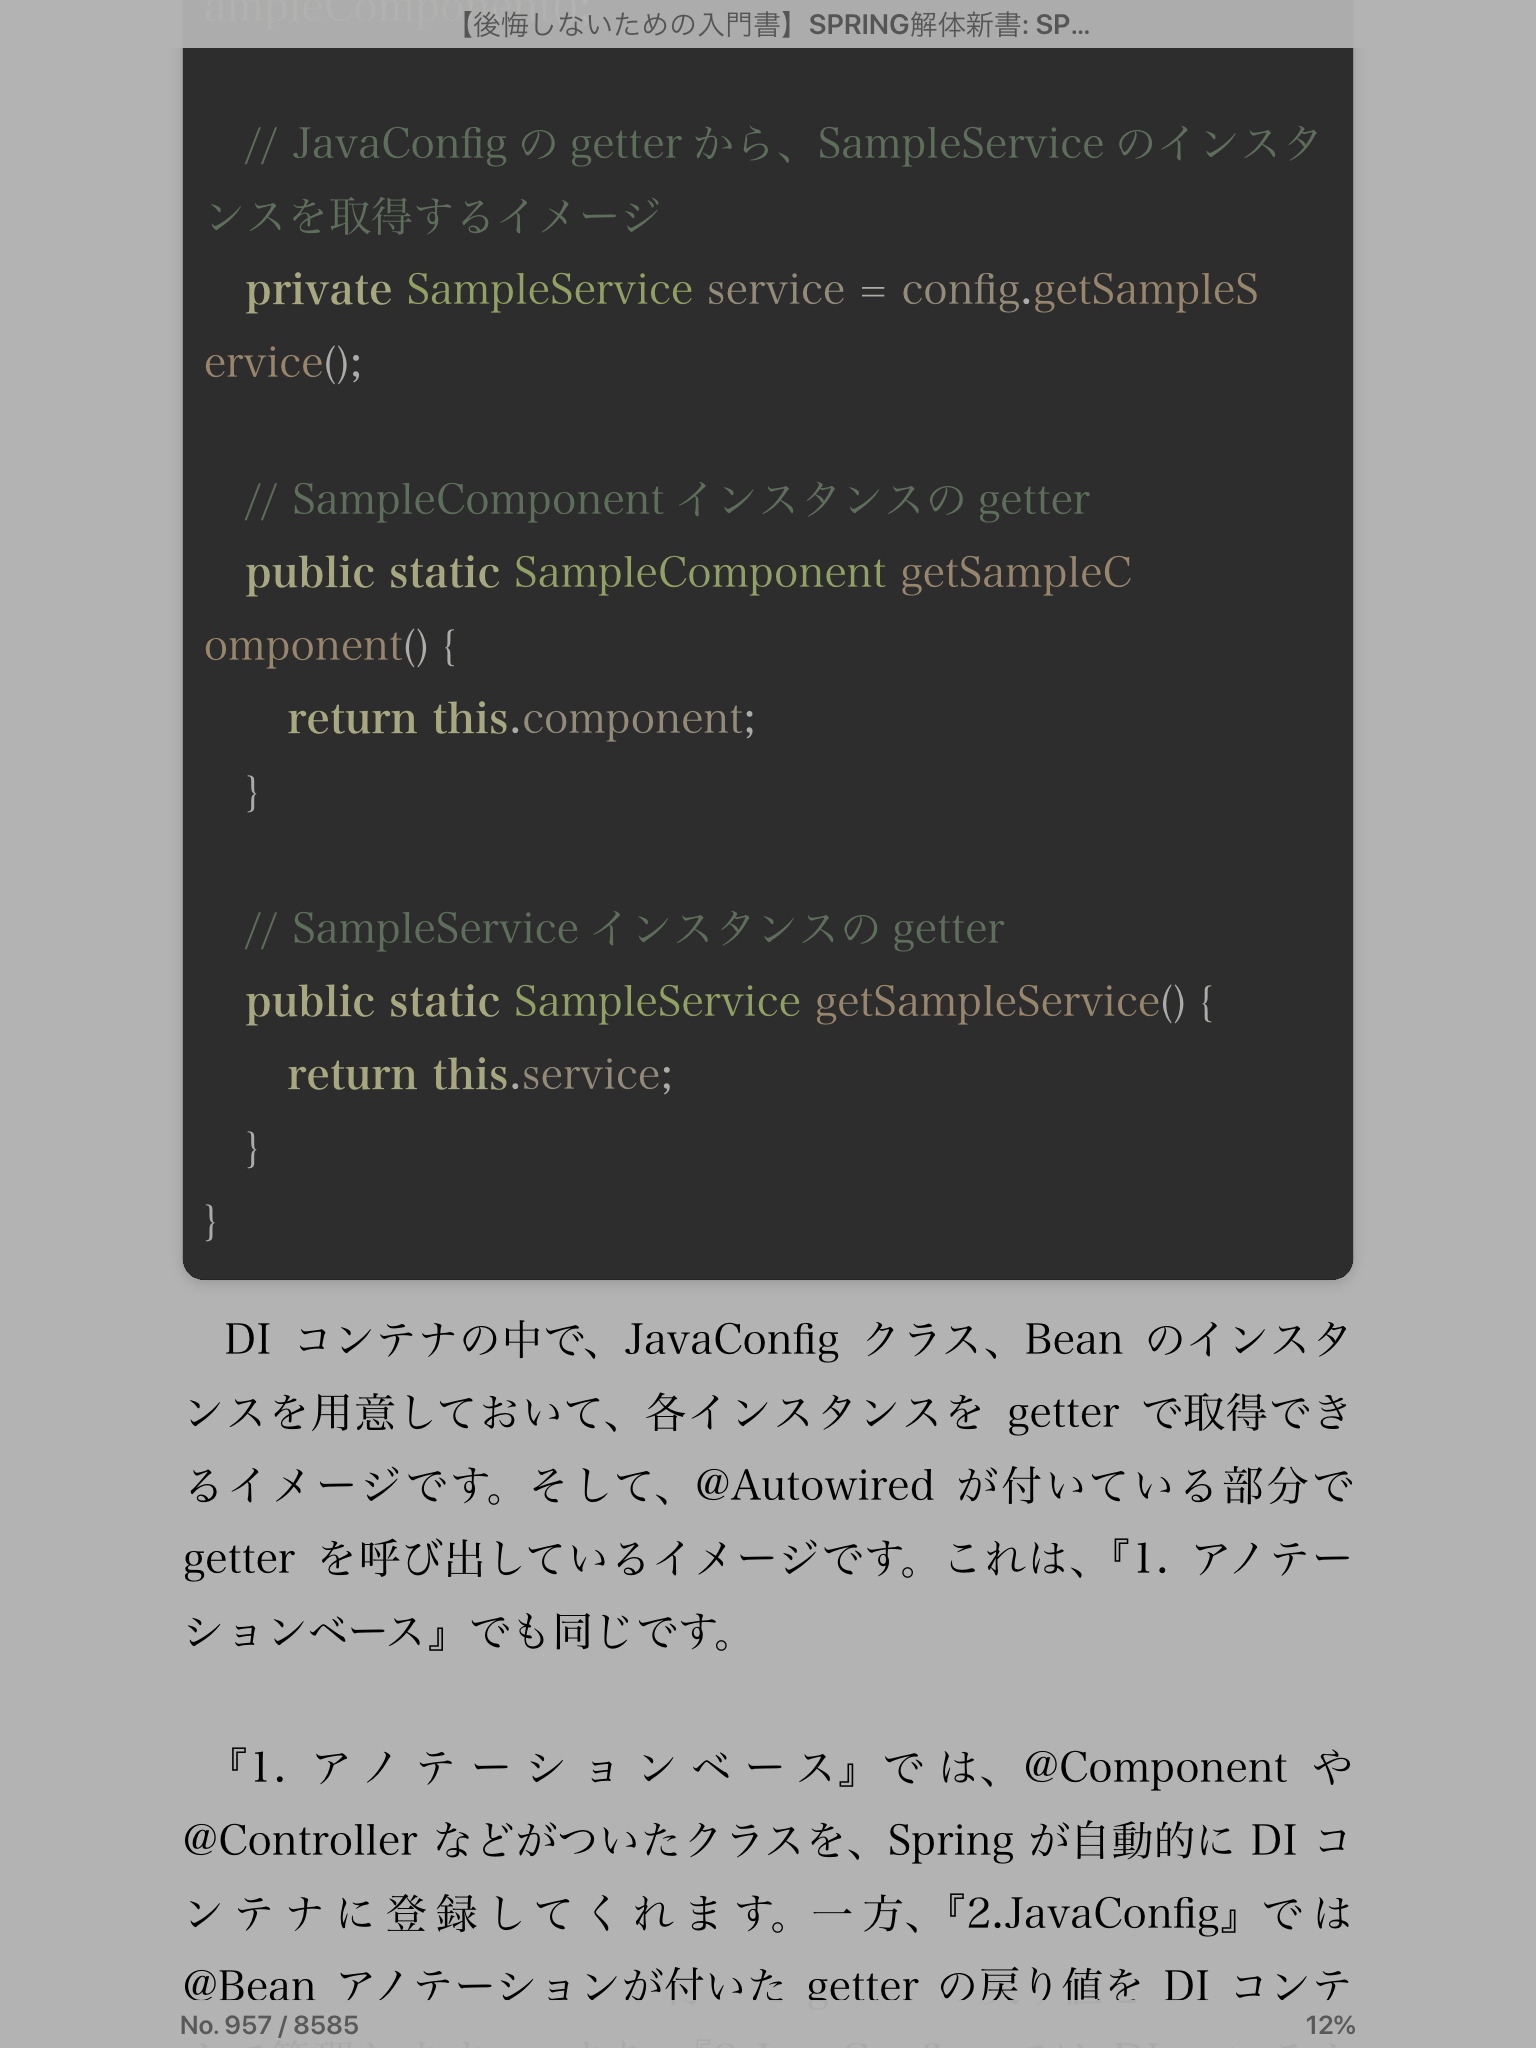 【後悔しないための入門書】SPRING解体新書: SP...
// JavaConfig の getter から、SampleService のインスタ
ンスを取得するイメージ
private SampleService service = config.getSampleS
ervice();
// SampleComponent インスタンスの getter
public static SampleComponent getSampleC
omponent() {
return this.component;
}
// SampleService インスタンスの getter
public static SampleService getSampleService() {
return this.service;
}
}
DI コンテナの中で、JavaConfig クラス、Bean のインスタ
ンスを用意しておいて、各インスタンスを getter で取得でき
るイメージです。そして、@Autowired が付いている部分で
getter を呼び出しているイメージです。これは、『1. アノテー
ションベース』でも同じです。
『1. アノテーションベース』では、@Component や
@Controller などがついたクラスを、Spring が自動的に DI コ
ンテナに登録してくれます。一方、『2.JavaConfig』では
@Bean アノテーションが付いた getter の戻り値を DI コンテ
No. 957 / 8585
12%